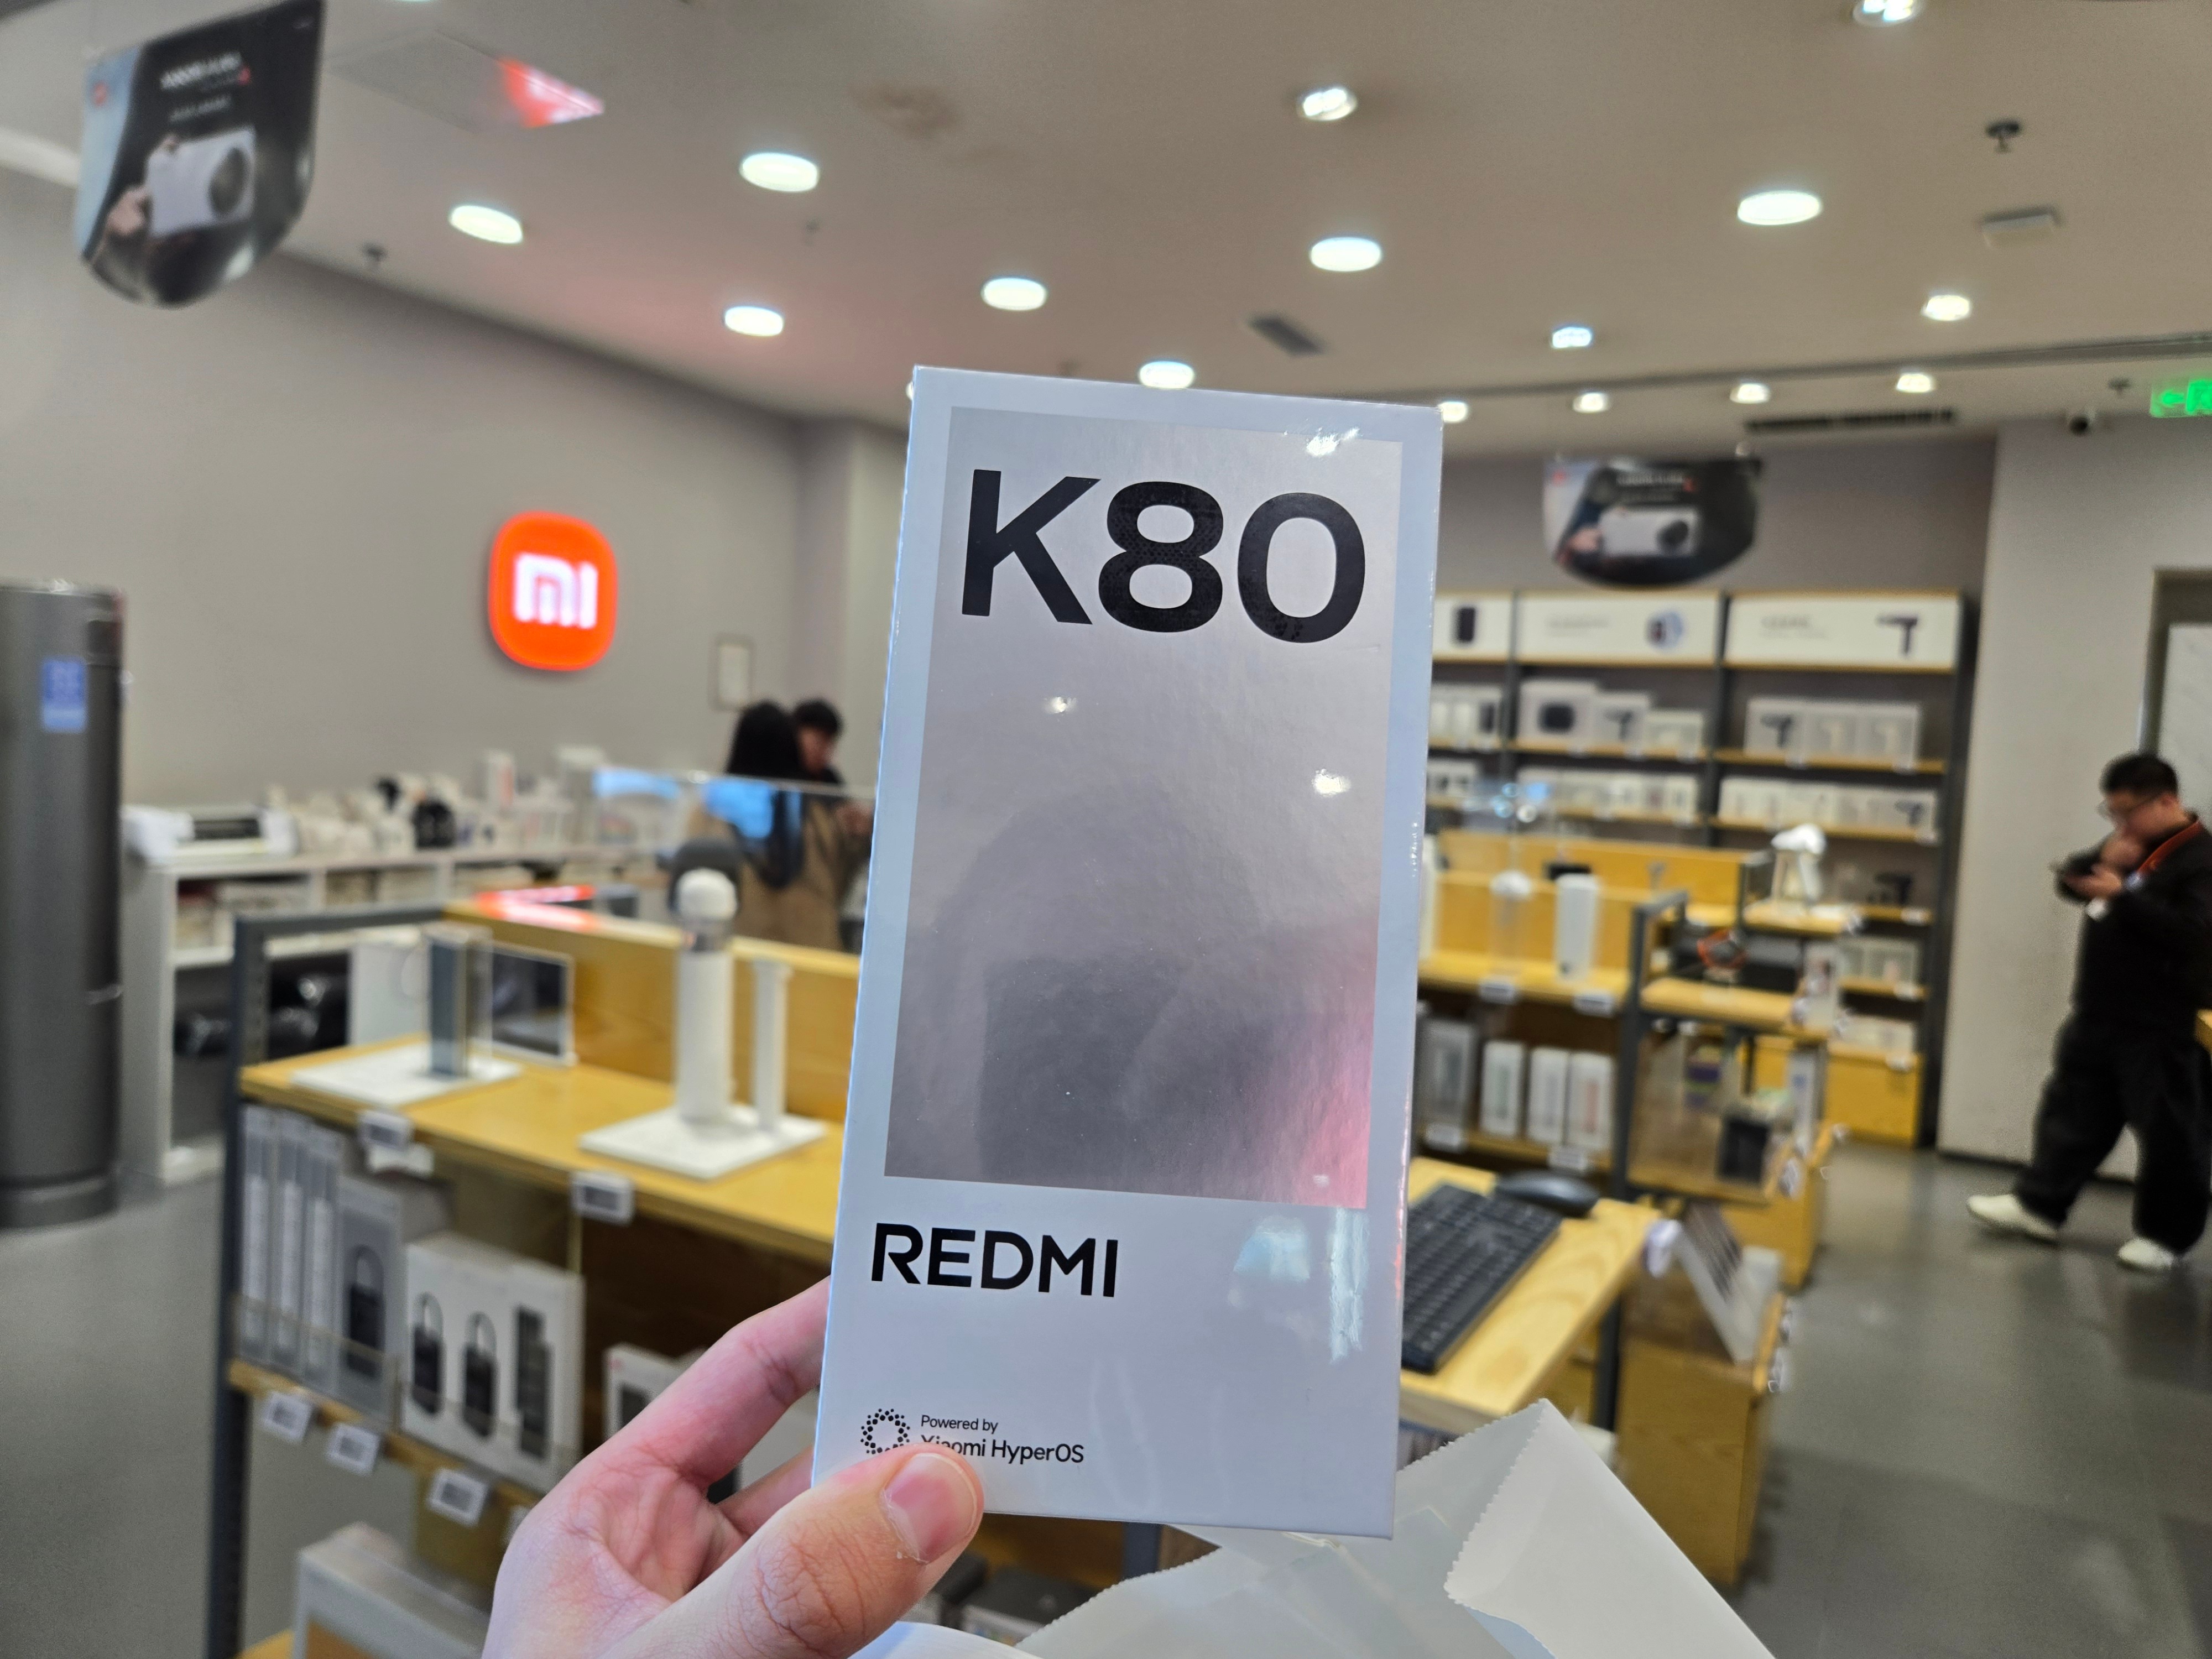 mi
K80
REDMI
Powered by
Xiaomi HyperOS